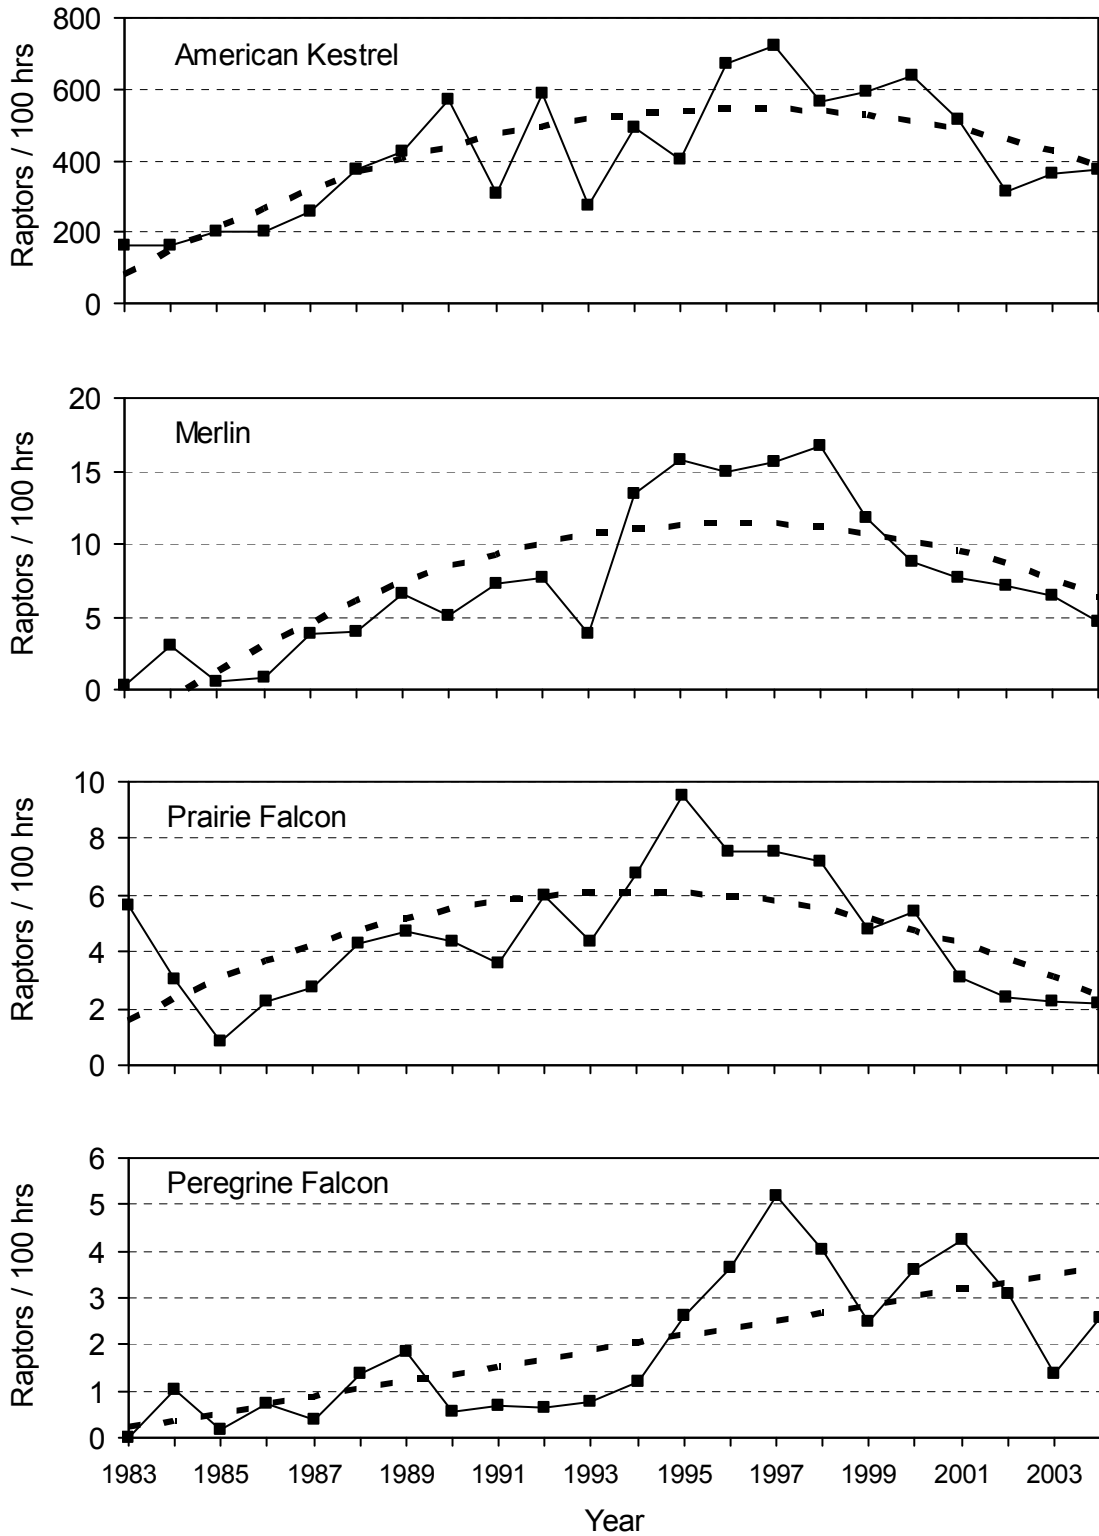 800
American Kestrel
600
400
200
0
Raptors / 100 hrs
20
Merlin
15
10
5
0
Raptors / 100 hrs
10
Prairie Falcon
8
6
4
2
0
Raptors / 100 hrs
6
Peregrine Falcon
5
4
3
2
1
0
Raptors / 100 hrs
1983 1985 1987 1989 1991 1993 1995 1997 1999 2001 2003
Year